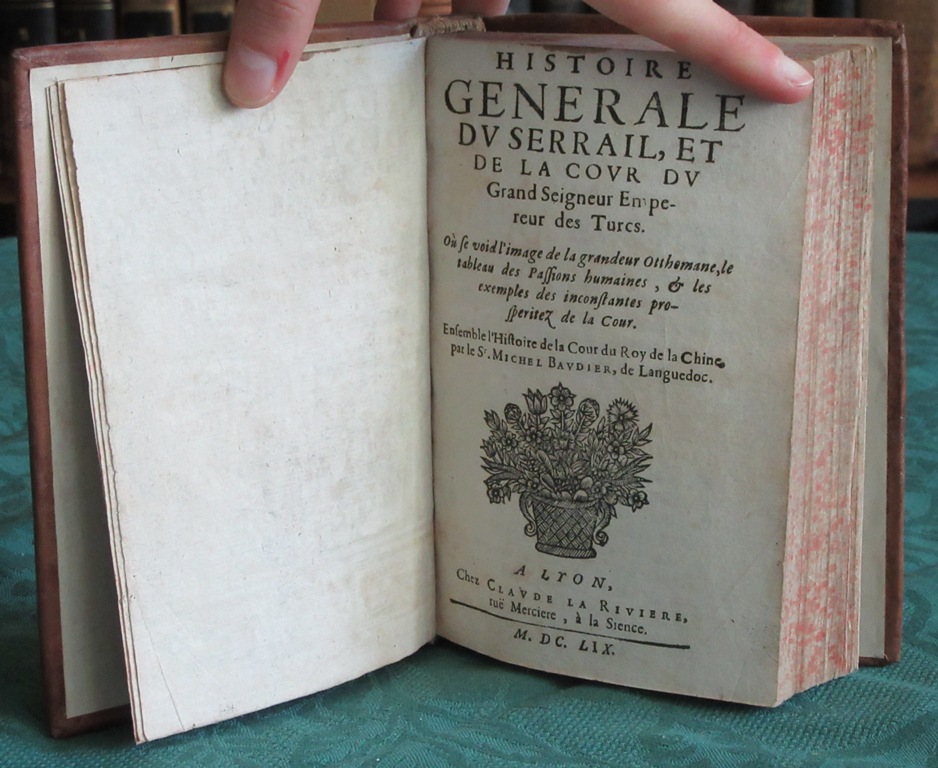 HISTOIRE
GENERALE
DV SERRAIL, ET
DE LA COVR DV
Grand Seigneur Empe-
reur des Turcs.
Où ſe void l'image de la grandeur Otthomane, le
tableau des Paſſions humaines, & les
exemples des inconſtantes pro-
ſperitez de la Cour.
Enſemble l'Hiſtoire de la Cour du Roy de la Chine,
par le Sr. MICHEL BAVDIER, de Languedoc.
A LYON,
Chez CLAVDE LA RIVIERE,
ruë Merciere, à la Sience.
M. DC. LIX.